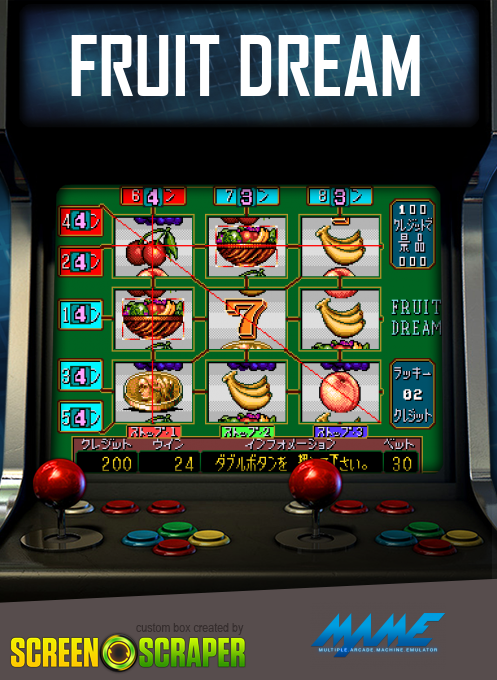 FRUIT DREAM
6 4 ン 7 3 ン 8 3 ン
4 4 ン
2 4 ン
1 4 ン
3 4 ン
5 4 ン
100
クレジットで
景品
000
FRUIT
DREAM
ラッキー
02
クレジット
7
ストップ1 ストップ2 ストップ3
クレジット ウィン インフォメーション ベット
200 24 ダブルボタンを 押 下さい。 30
custom box created by
SCREEN SCRAPER
MAME
MULTIPLE ARCADE MACHINE EMULATOR